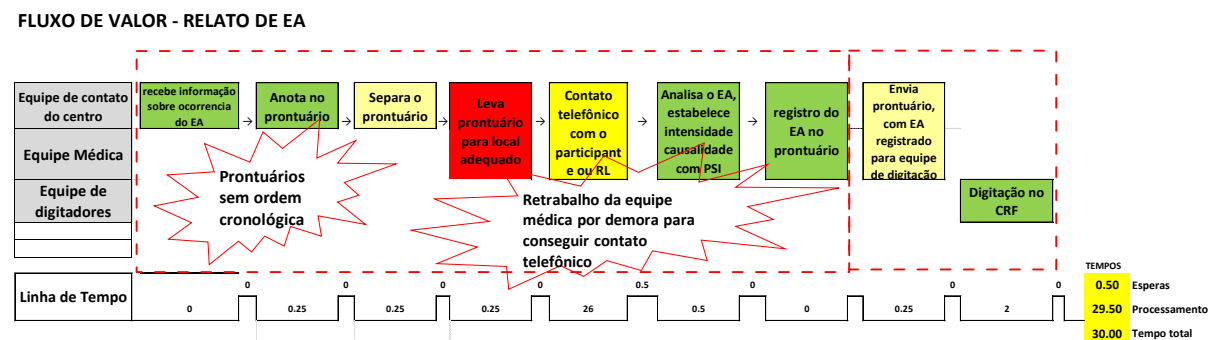 FLUXO DE VALOR - RELATO DE EA
Equipe de contato
do centro
Equipe Médica
Equipe de
digitadores
recebe informação
sobre ocorrencia
do EA
→
Anota no
prontuário
→
Separa o
prontuário
→
Leva
prontuário
para local
adequado
→
Contato
telefônico
com o
participant
e ou RL
→
Analisa o EA,
estabelece
intensidade
causalidade
com PSI
→
registro do
EA no
prontuário
Envia
prontuário,
com EA
registrado
para equipe
de digitação
Digitação no
CRF
Prontuários
sem ordem
cronológica
Retrabalho da equipe
médica por demora para
conseguir contato
telefônico
Linha de Tempo
0 0 0 0 0.5 0 0 0 0
0 0.25 0.25 0.25 26 0.5 0 0.25 2
TEMPOS
0.50 Esperas
29.50 Processamento
30.00 Tempo total